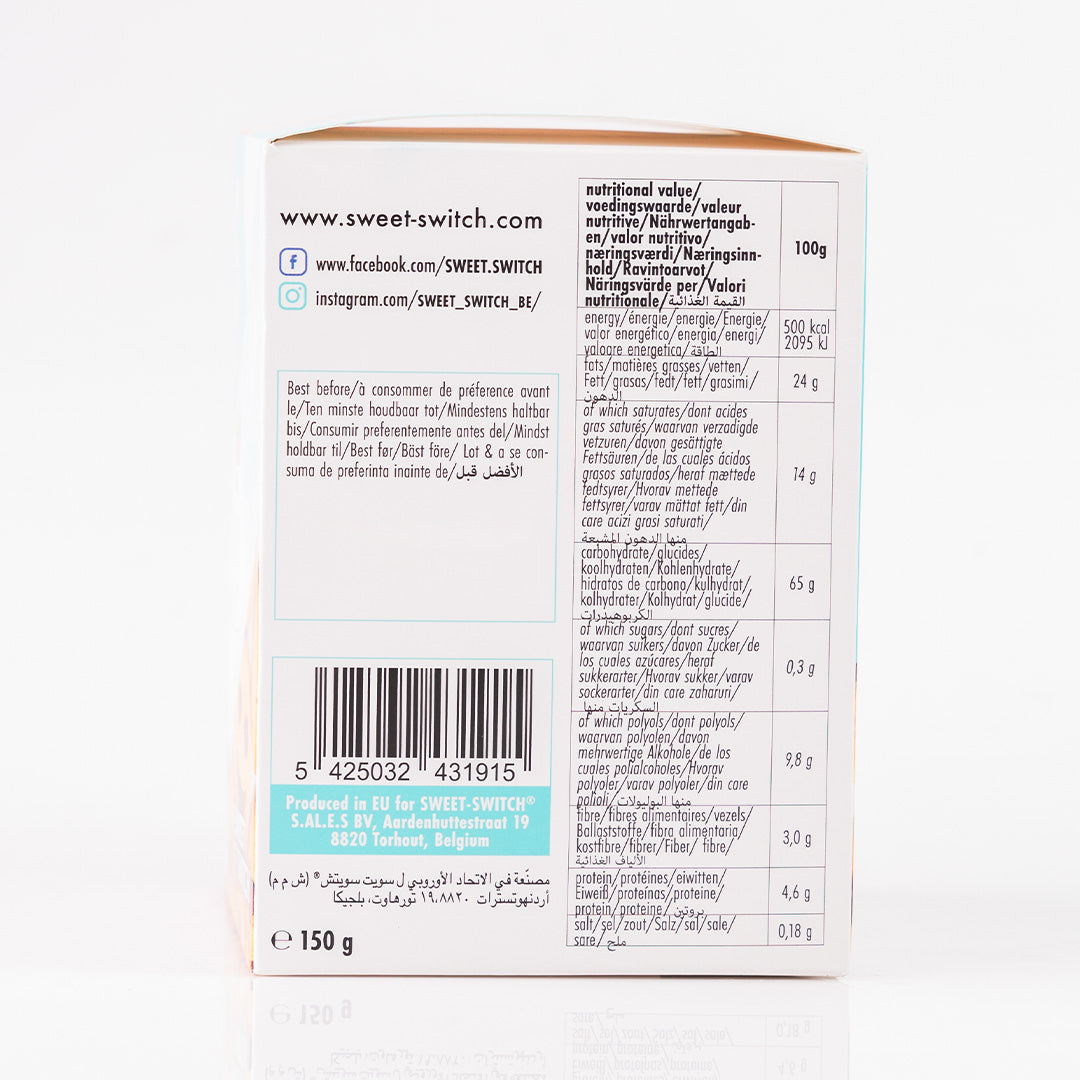 www.sweet-switch.com
www.facebook.com/SWEET.SWITCH
instagram.com/SWEET_SWITCH_BE/
Best before/à consommer de préference avant
le/Ten minste houdbaar tot/Mindestens haltbar
bis/Consumir preferentemente antes del/Mindst
holdbar til/Best før/Bäst före/ Lot & a se con-
suma de preferinta inainte de/الأفضل قبل
5 425032 431915
Produced in EU for SWEET-SWITCH®
S.AL.E.S BV, Aardenhuttestraat 19
8820 Torhout, Belgium
مصنّعة في الاتحاد الأوروبي ل سويت سويتش® (ش م م)
أردنهوتسترات ١٩،٨٨٢٠ تورهاوت، بلجيكا
℮ 150 g
nutritional value/
voedingswaarde/valeur
nutritive/Nährwertangab-
en/valor nutritivo/
næringsværdi/Næringsinn-
hold/Ravintoarvot/
Näringsvärde per/Valori
nutritionale/القيمة الغذائية
100g
energy/énergie/energie/Energie/
valor energético/energia/energi/
valoare energetica/الطاقة
500 kcal
2095 kJ
fats/matières grasses/vetten/
Fett/grasas/fedt/fett/grasimi/
الدهون
24 g
of which saturates/dont acides
gras saturés/waarvan verzadigde
vetzuren/davon gesättigte
Fettsäuren/de las cuales ácidos
grasos saturados/heraf mættede
fedtsyrer/Hvorav mettede
fettsyrer/varav mättat fett/din
care acizi grasi saturati/
منها الدهون المشبعة
14 g
carbohydrate/glucides/
koolhydraten/Kohlenhydrate/
hidratos de carbono/kulhydrat/
kolhydrater/Kolhydrat/glucide/
الكربوهيدرات
65 g
of which sugars/dont sucres/
waarvan suikers/davon Zucker/de
los cuales azúcares/heraf
sukkerarter/Hvorav sukker/varav
sockerarter/din care zaharuri/
السكريات منها
0,3 g
of which polyols/dont polyols/
waarvan polyolen/davon
mehrwertige Alkohole/de los
cuales polialcoholes/Hvorav
polyoler/varav polyoler/din care
polioli/منها البوليولات
9,8 g
fibre/fibres alimentaires/vezels/
Ballaststoffe/fibra alimentaria/
kostfibre/fibrer/Fiber/ fibre/
الألياف الغذائية
3,0 g
protein/protéines/eiwitten/
Eiweiß/proteínas/proteine/
protein/proteine/بروتين
4,6 g
salt/sel/zout/Salz/sal/sale/
sare/ملح
0,18 g